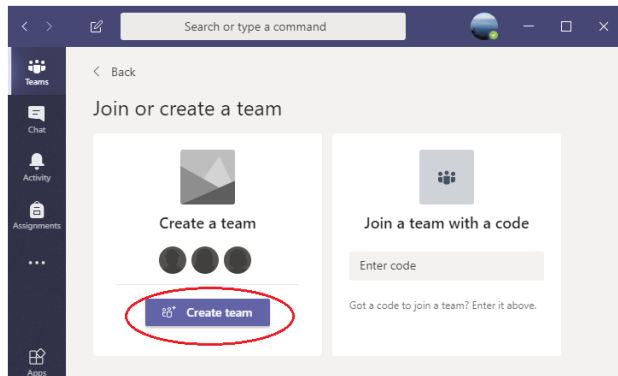 Search or type a command
Teams
Chat
Activity
Assignments
Apps
Back
Join or create a team
Create a team
Create team
Join a team with a code
Enter code
Got a code to join a team? Enter it above.